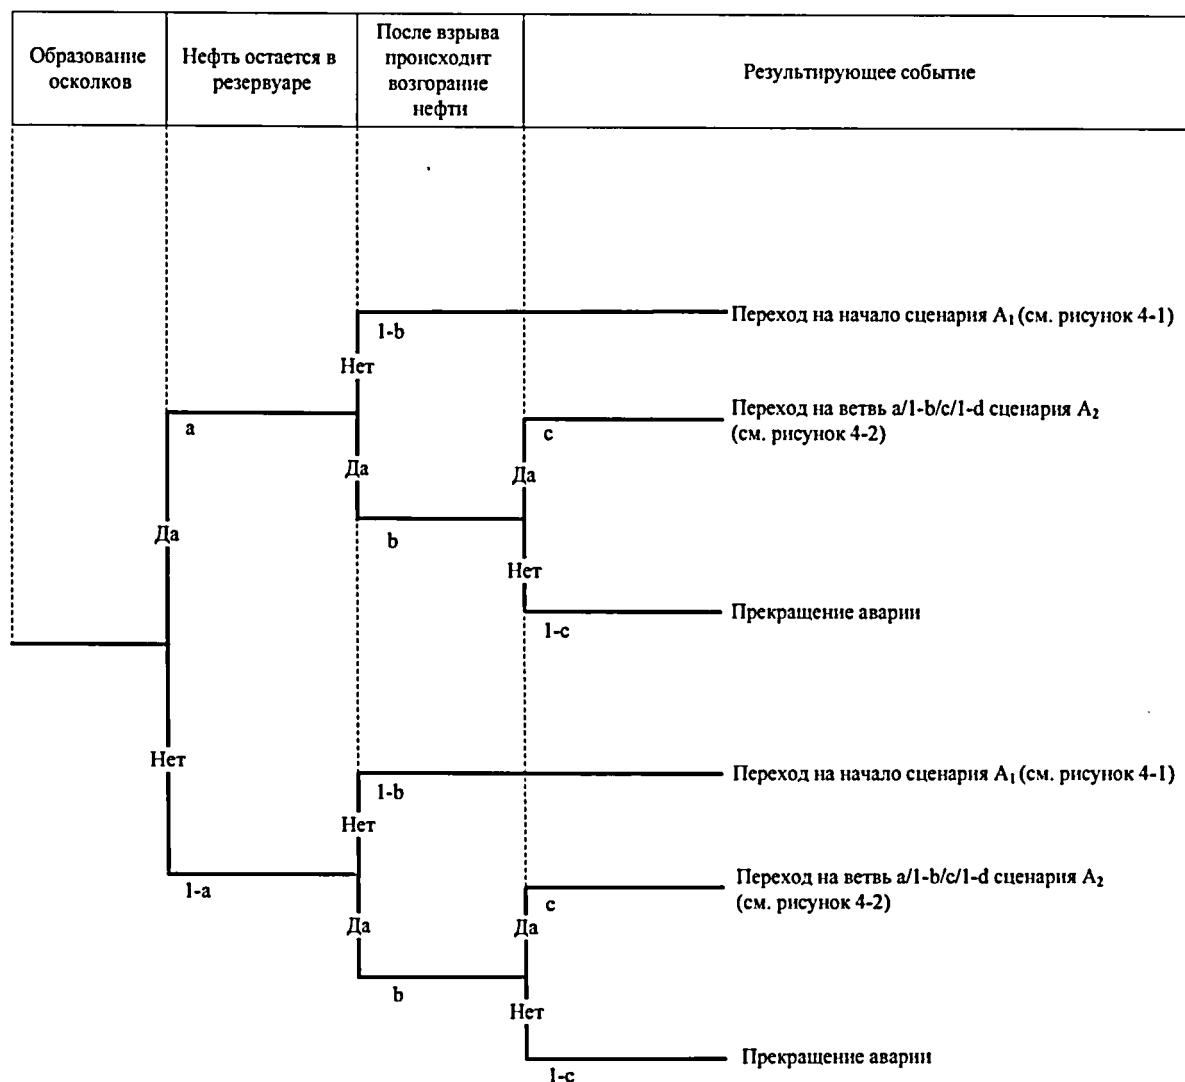 Образование
осколков
Нефть остается в
резервуаре
После взрыва
происходит
возгорание
нефти
Результирующее событие
1-b
Переход на начало сценария A₁ (см. рисунок 4-1)
Нет
a
c
Переход на ветвь a/1-b/c/1-d сценария A₂
(см. рисунок 4-2)
Да
Да
b
Да
Нет
1-c
Прекращение аварии
Нет
1-b
Переход на начало сценария A₁ (см. рисунок 4-1)
Нет
1-a
c
Переход на ветвь a/1-b/c/1-d сценария A₂
(см. рисунок 4-2)
Да
Да
b
Нет
1-c
Прекращение аварии